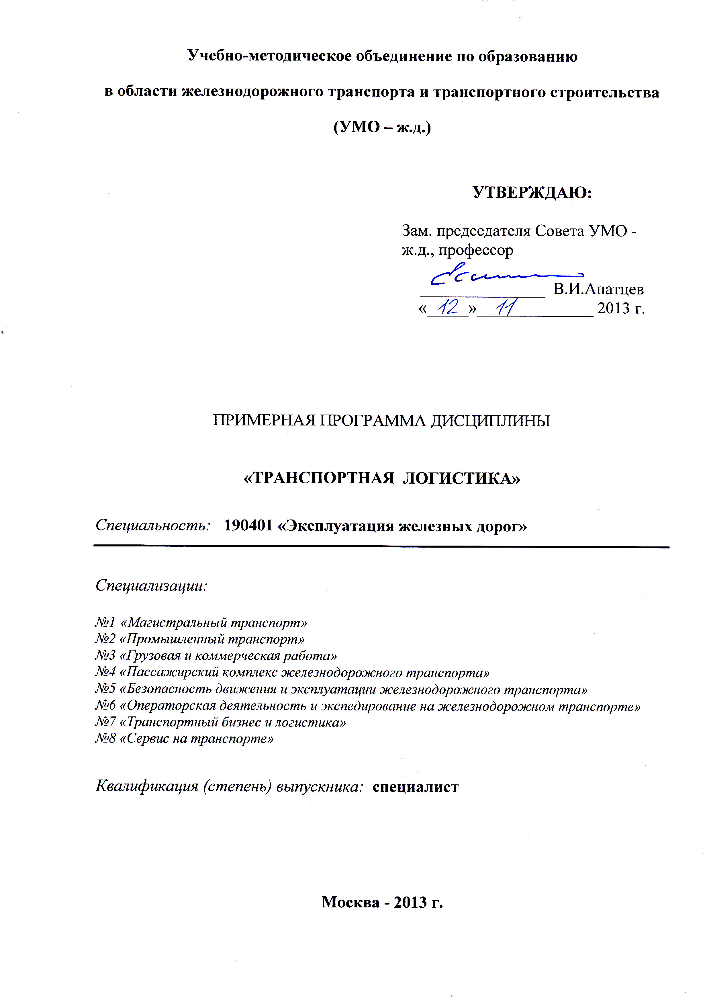 Учебно-методическое объединение по образованию
в области железнодорожного транспорта и транспортного строительства
(УМО – ж.д.)
УТВЕРЖДАЮ:
Зам. председателя Совета УМО -
ж.д., профессор
_______________ В.И.Апатцев
«_12_»_11_ 2013 г.
ПРИМЕРНАЯ ПРОГРАММА ДИСЦИПЛИНЫ
«ТРАНСПОРТНАЯ ЛОГИСТИКА»
Специальность: 190401 «Эксплуатация железных дорог»
Специализации:
№1 «Магистральный транспорт»
№2 «Промышленный транспорт»
№3 «Грузовая и коммерческая работа»
№4 «Пассажирский комплекс железнодорожного транспорта»
№5 «Безопасность движения и эксплуатации железнодорожного транспорта»
№6 «Операторская деятельность и экспедирование на железнодорожном транспорте»
№7 «Транспортный бизнес и логистика»
№8 «Сервис на транспорте»
Квалификация (степень) выпускника: специалист
Москва - 2013 г.